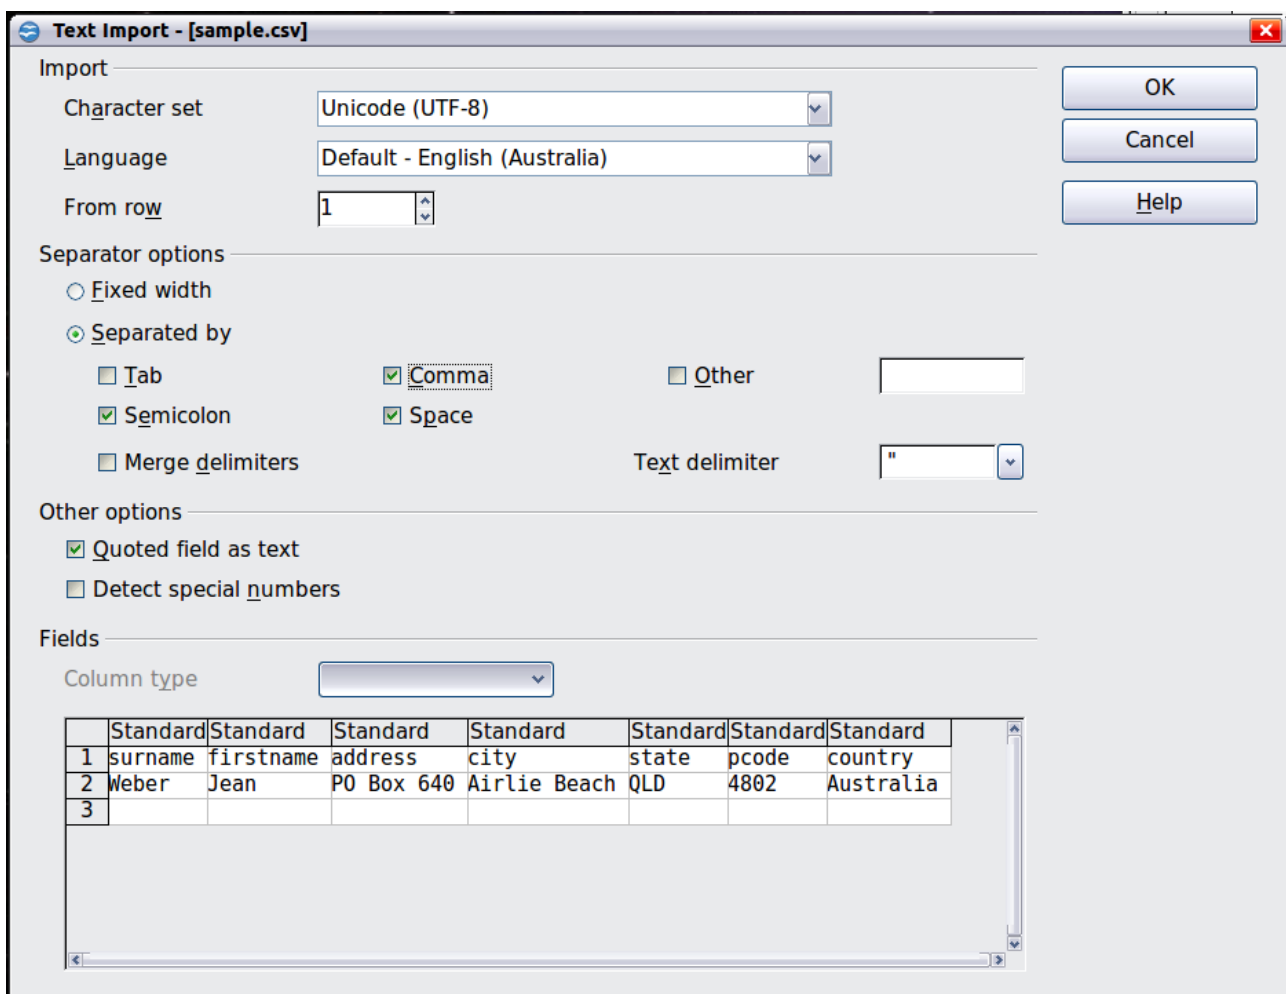 Text Import - [sample.csv]
Import
OK
Character set Unicode (UTF-8)
Cancel
Language Default - English (Australia)
From row 1
Help
Separator options
Fixed width
Separated by
Tab Comma Other
Semicolon Space
Merge delimiters Text delimiter "
Other options
Quoted field as text
Detect special numbers
Fields
Column type
Standard Standard Standard Standard Standard Standard Standard
1 surname firstname address city state pcode country
2 Weber Jean PO Box 640 Airlie Beach QLD 4802 Australia
3